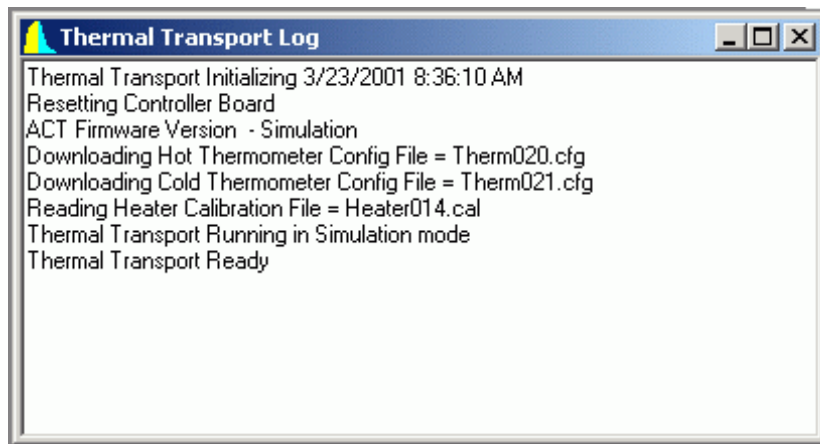 Thermal Transport Log
Thermal Transport Initializing 3/23/2001 8:36:10 AM
Resetting Controller Board
ACT Firmware Version  - Simulation
Downloading Hot Thermometer Config File = Therm020.cfg
Downloading Cold Thermometer Config File = Therm021.cfg
Reading Heater Calibration File = Heater014.cal
Thermal Transport Running in Simulation mode
Thermal Transport Ready